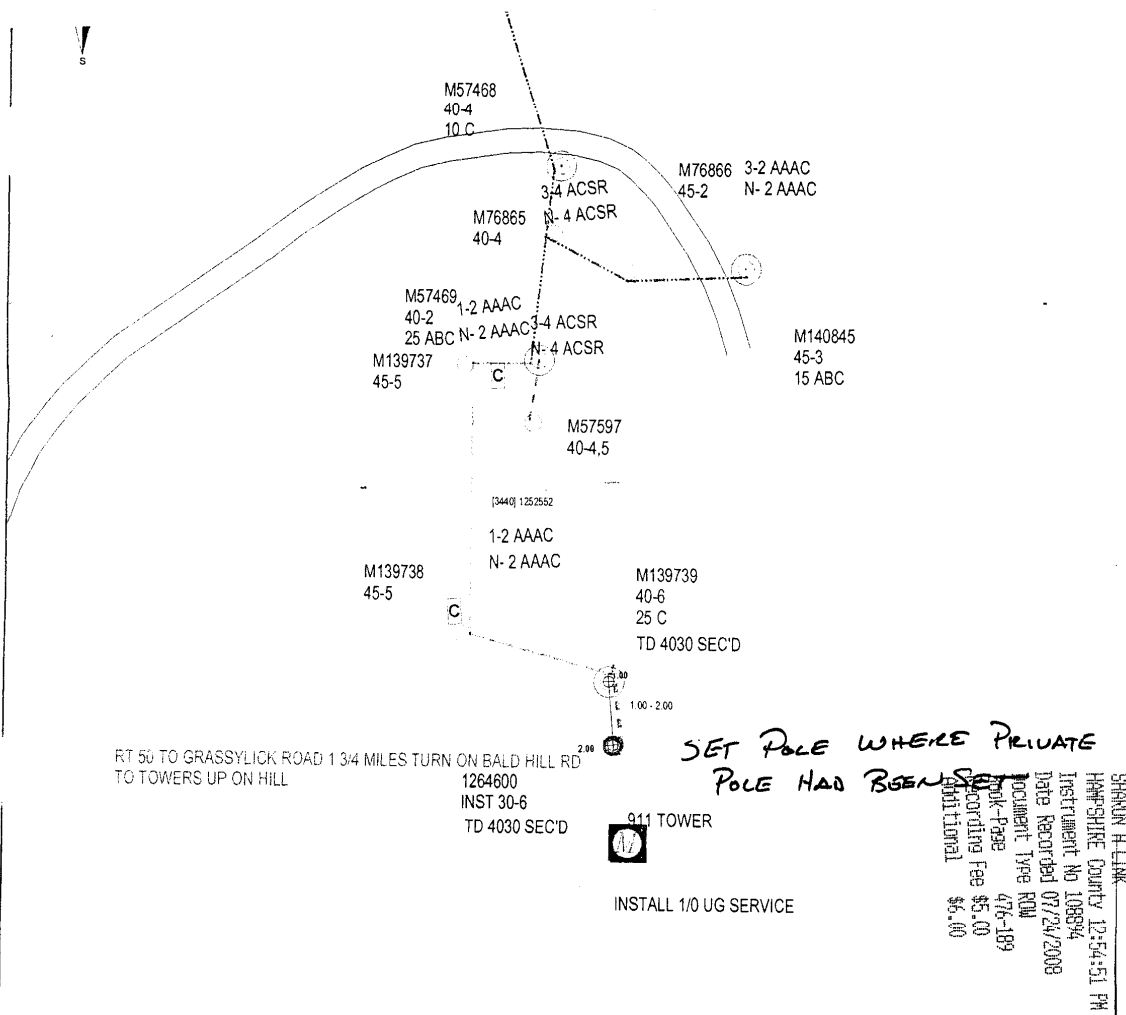 S
M57468
40-4
10 C
3-4 ACSR
N- 4 ACSR
M76866
45-2
3-2 AAAC
N- 2 AAAC
M76865
40-4
M57469
40-2
25 ABC
1-2 AAAC
N- 2 AAAC
3-4 ACSR
N- 4 ACSR
M139737
45-5
C
M140845
45-3
15 ABC
M57597
40-4,5
[3440] 1252552
1-2 AAAC
N- 2 AAAC
M139738
45-5
C
M139739
40-6
25 C
TD 4030 SEC'D
1.00 - 2.00
2.00
SET POLE WHERE PRIVATE
POLE HAD BEEN SET
RT 50 TO GRASSYLICK ROAD 1 3/4 MILES TURN ON BALD HILL RD
TO TOWERS UP ON HILL
1264600
INST 30-6
TD 4030 SEC'D
911 TOWER
M
INSTALL 1/0 UG SERVICE
SHARON H LINK
HAMPSHIRE County 12:54:51 PM
Instrument No 108894
Date Recorded 07/24/2008
Document Type ROW
Book-Page 476-189
Recording Fee $5.00
Additional $6.00